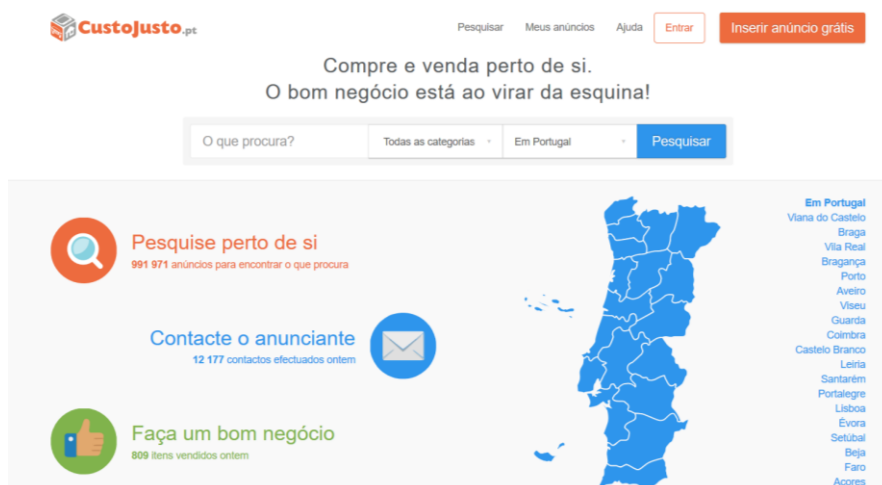 CustoJusto.pt
Pesquisar Meus anúncios Ajuda Entrar Inserir anúncio grátis
Compre e venda perto de si.
O bom negócio está ao virar da esquina!
O que procura? Todas as categorias Em Portugal Pesquisar
Pesquise perto de si
991 971 anúncios para encontrar o que procura
Contacte o anunciante
12 177 contactos efectuados ontem
Faça um bom negócio
809 itens vendidos ontem
Em Portugal
Viana do Castelo
Braga
Vila Real
Bragança
Porto
Aveiro
Viseu
Guarda
Coimbra
Castelo Branco
Leiria
Santarém
Portalegre
Lisboa
Évora
Setúbal
Beja
Faro
Açores